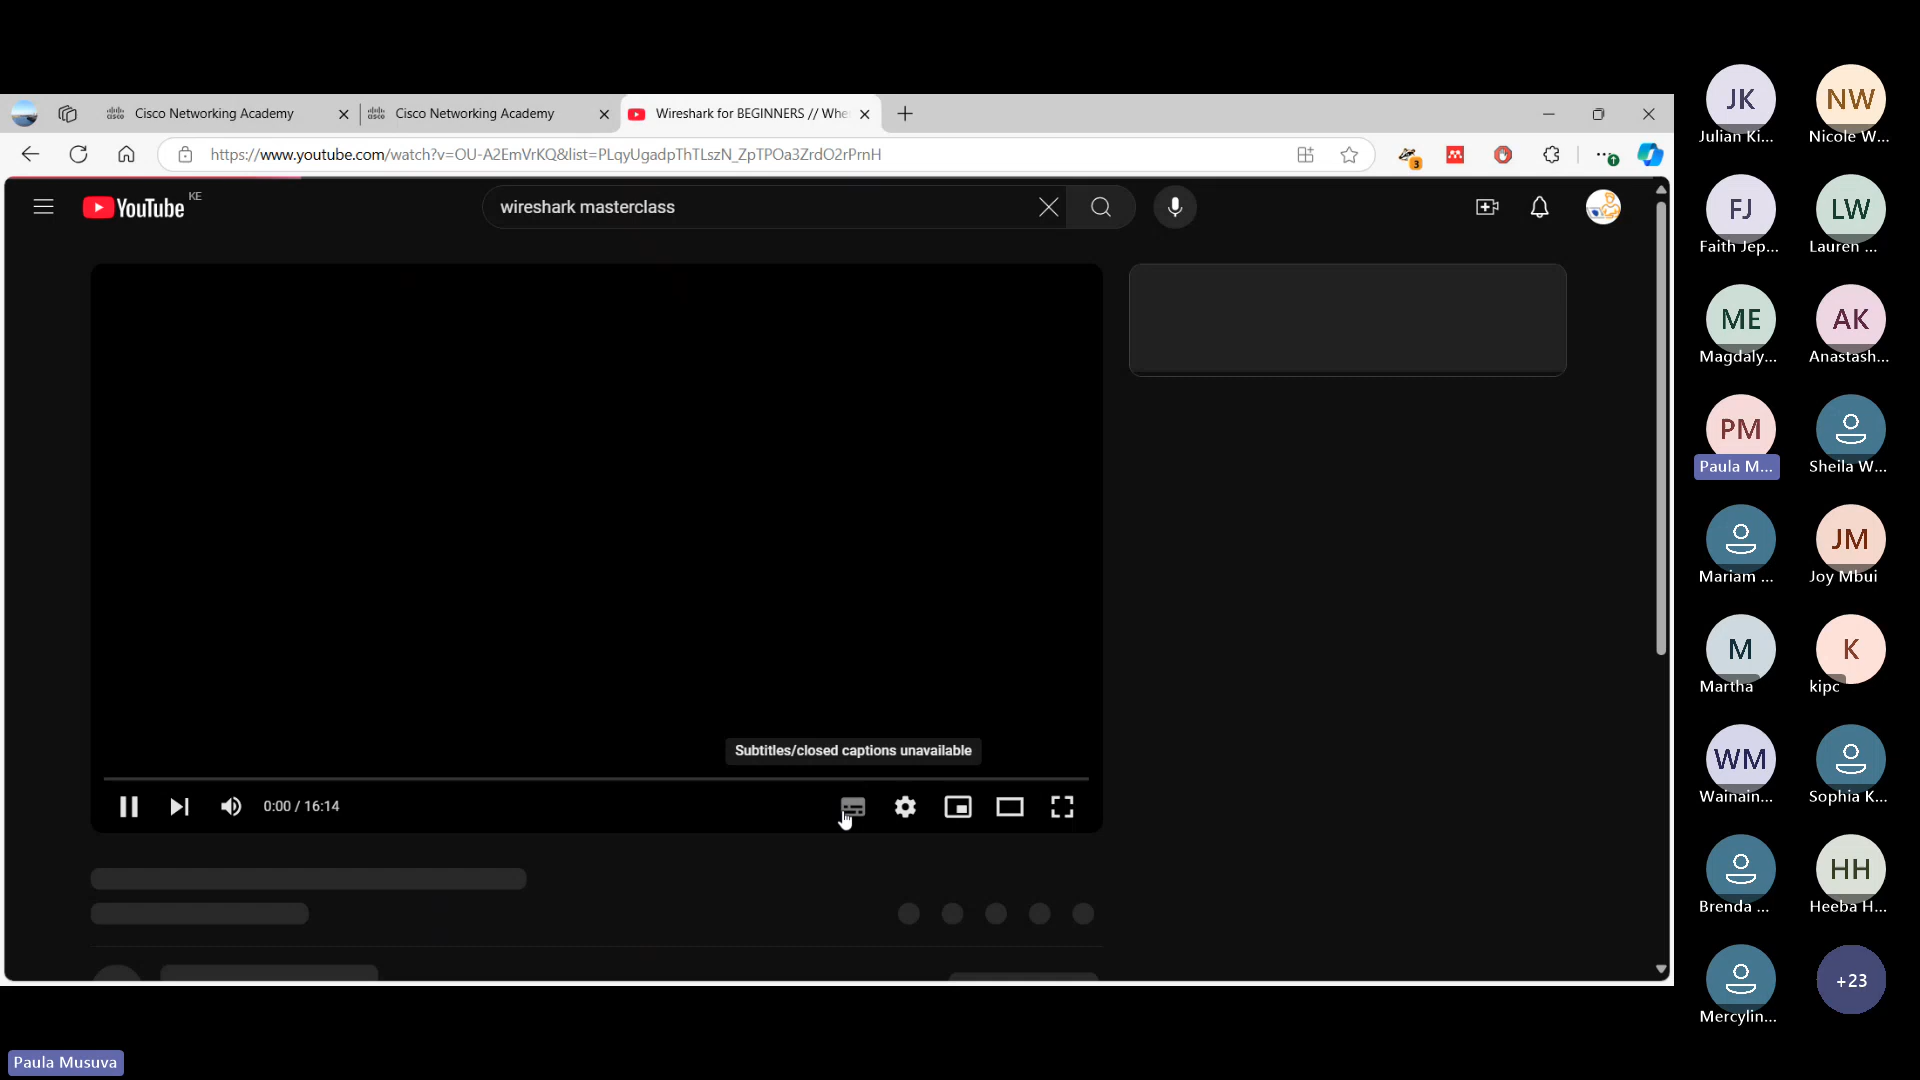 Cisco Networking Academy
Cisco Networking Academy
Wireshark for BEGINNERS // Whe
https://www.youtube.com/watch?v=OU-A2EmVrKQ&list=PLqyUgadpThTLszN_ZpTPOa3ZrdO2rPrnH
3
YouTube KE
wireshark masterclass
Subtitles/closed captions unavailable
0:00 / 16:14
JK
Julian Ki...
NW
Nicole W...
FJ
Faith Jep...
LW
Lauren ...
ME
Magdaly...
AK
Anastash...
PM
Paula M...
Sheila W...
Mariam ...
JM
Joy Mbui
M
Martha
K
kipc
WM
Wainain...
Sophia K...
Brenda ...
HH
Heeba H...
Mercylin...
+23
Paula Musuva